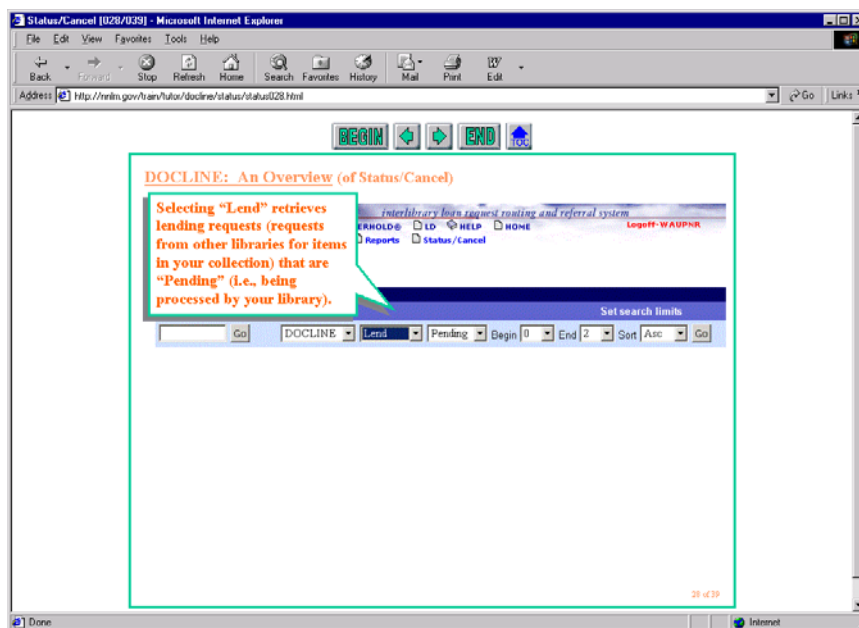 Status/Cancel [028/039] - Microsoft Internet Explorer
File Edit View Favorites Tools Help
Back Forward Stop Refresh Home Search Favorites History Mail Print Edit
Address http://nnlm.gov/train/tutor/docline/status/status028.html Go Links
BEGIN END TOC
DOCLINE: An Overview (of Status/Cancel)
Selecting “Lend” retrieves
lending requests (requests
from other libraries for items
in your collection) that are
“Pending” (i.e., being
processed by your library).
interlibrary loan request routing and referral system
ERHOLD® LD HELP HOME Logoff-WAUPNR
Reports Status/Cancel
Set search limits
Go DOCLINE Lend Pending Begin 0 End 2 Sort Asc Go
28 of 39
Done Internet